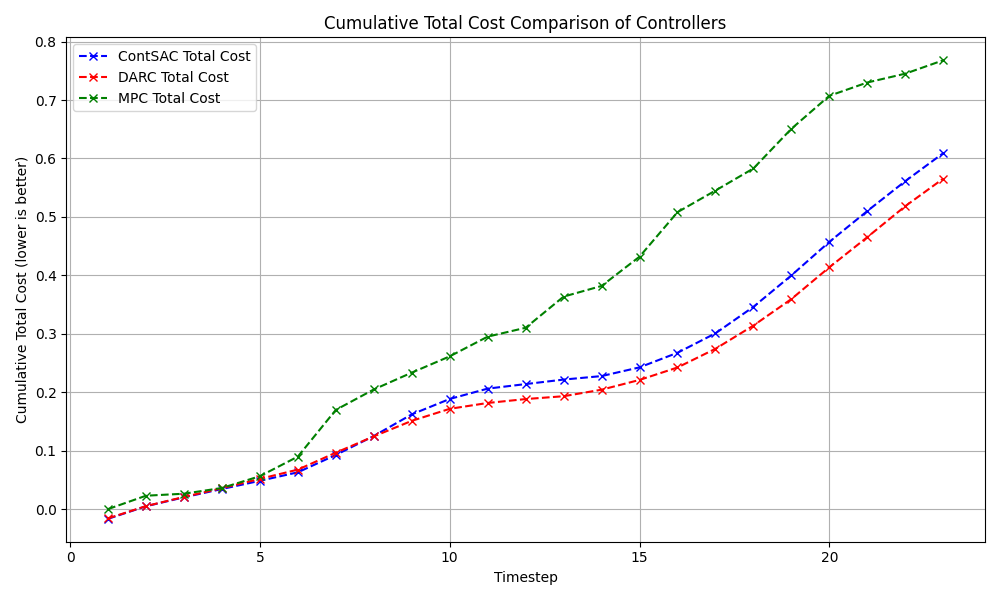 Cumulative Total Cost Comparison of Controllers
ContSAC Total Cost
DARC Total Cost
MPC Total Cost
Cumulative Total Cost (lower is better)
0.8
0.7
0.6
0.5
0.4
0.3
0.2
0.1
0.0
0
5
10
15
20
Timestep